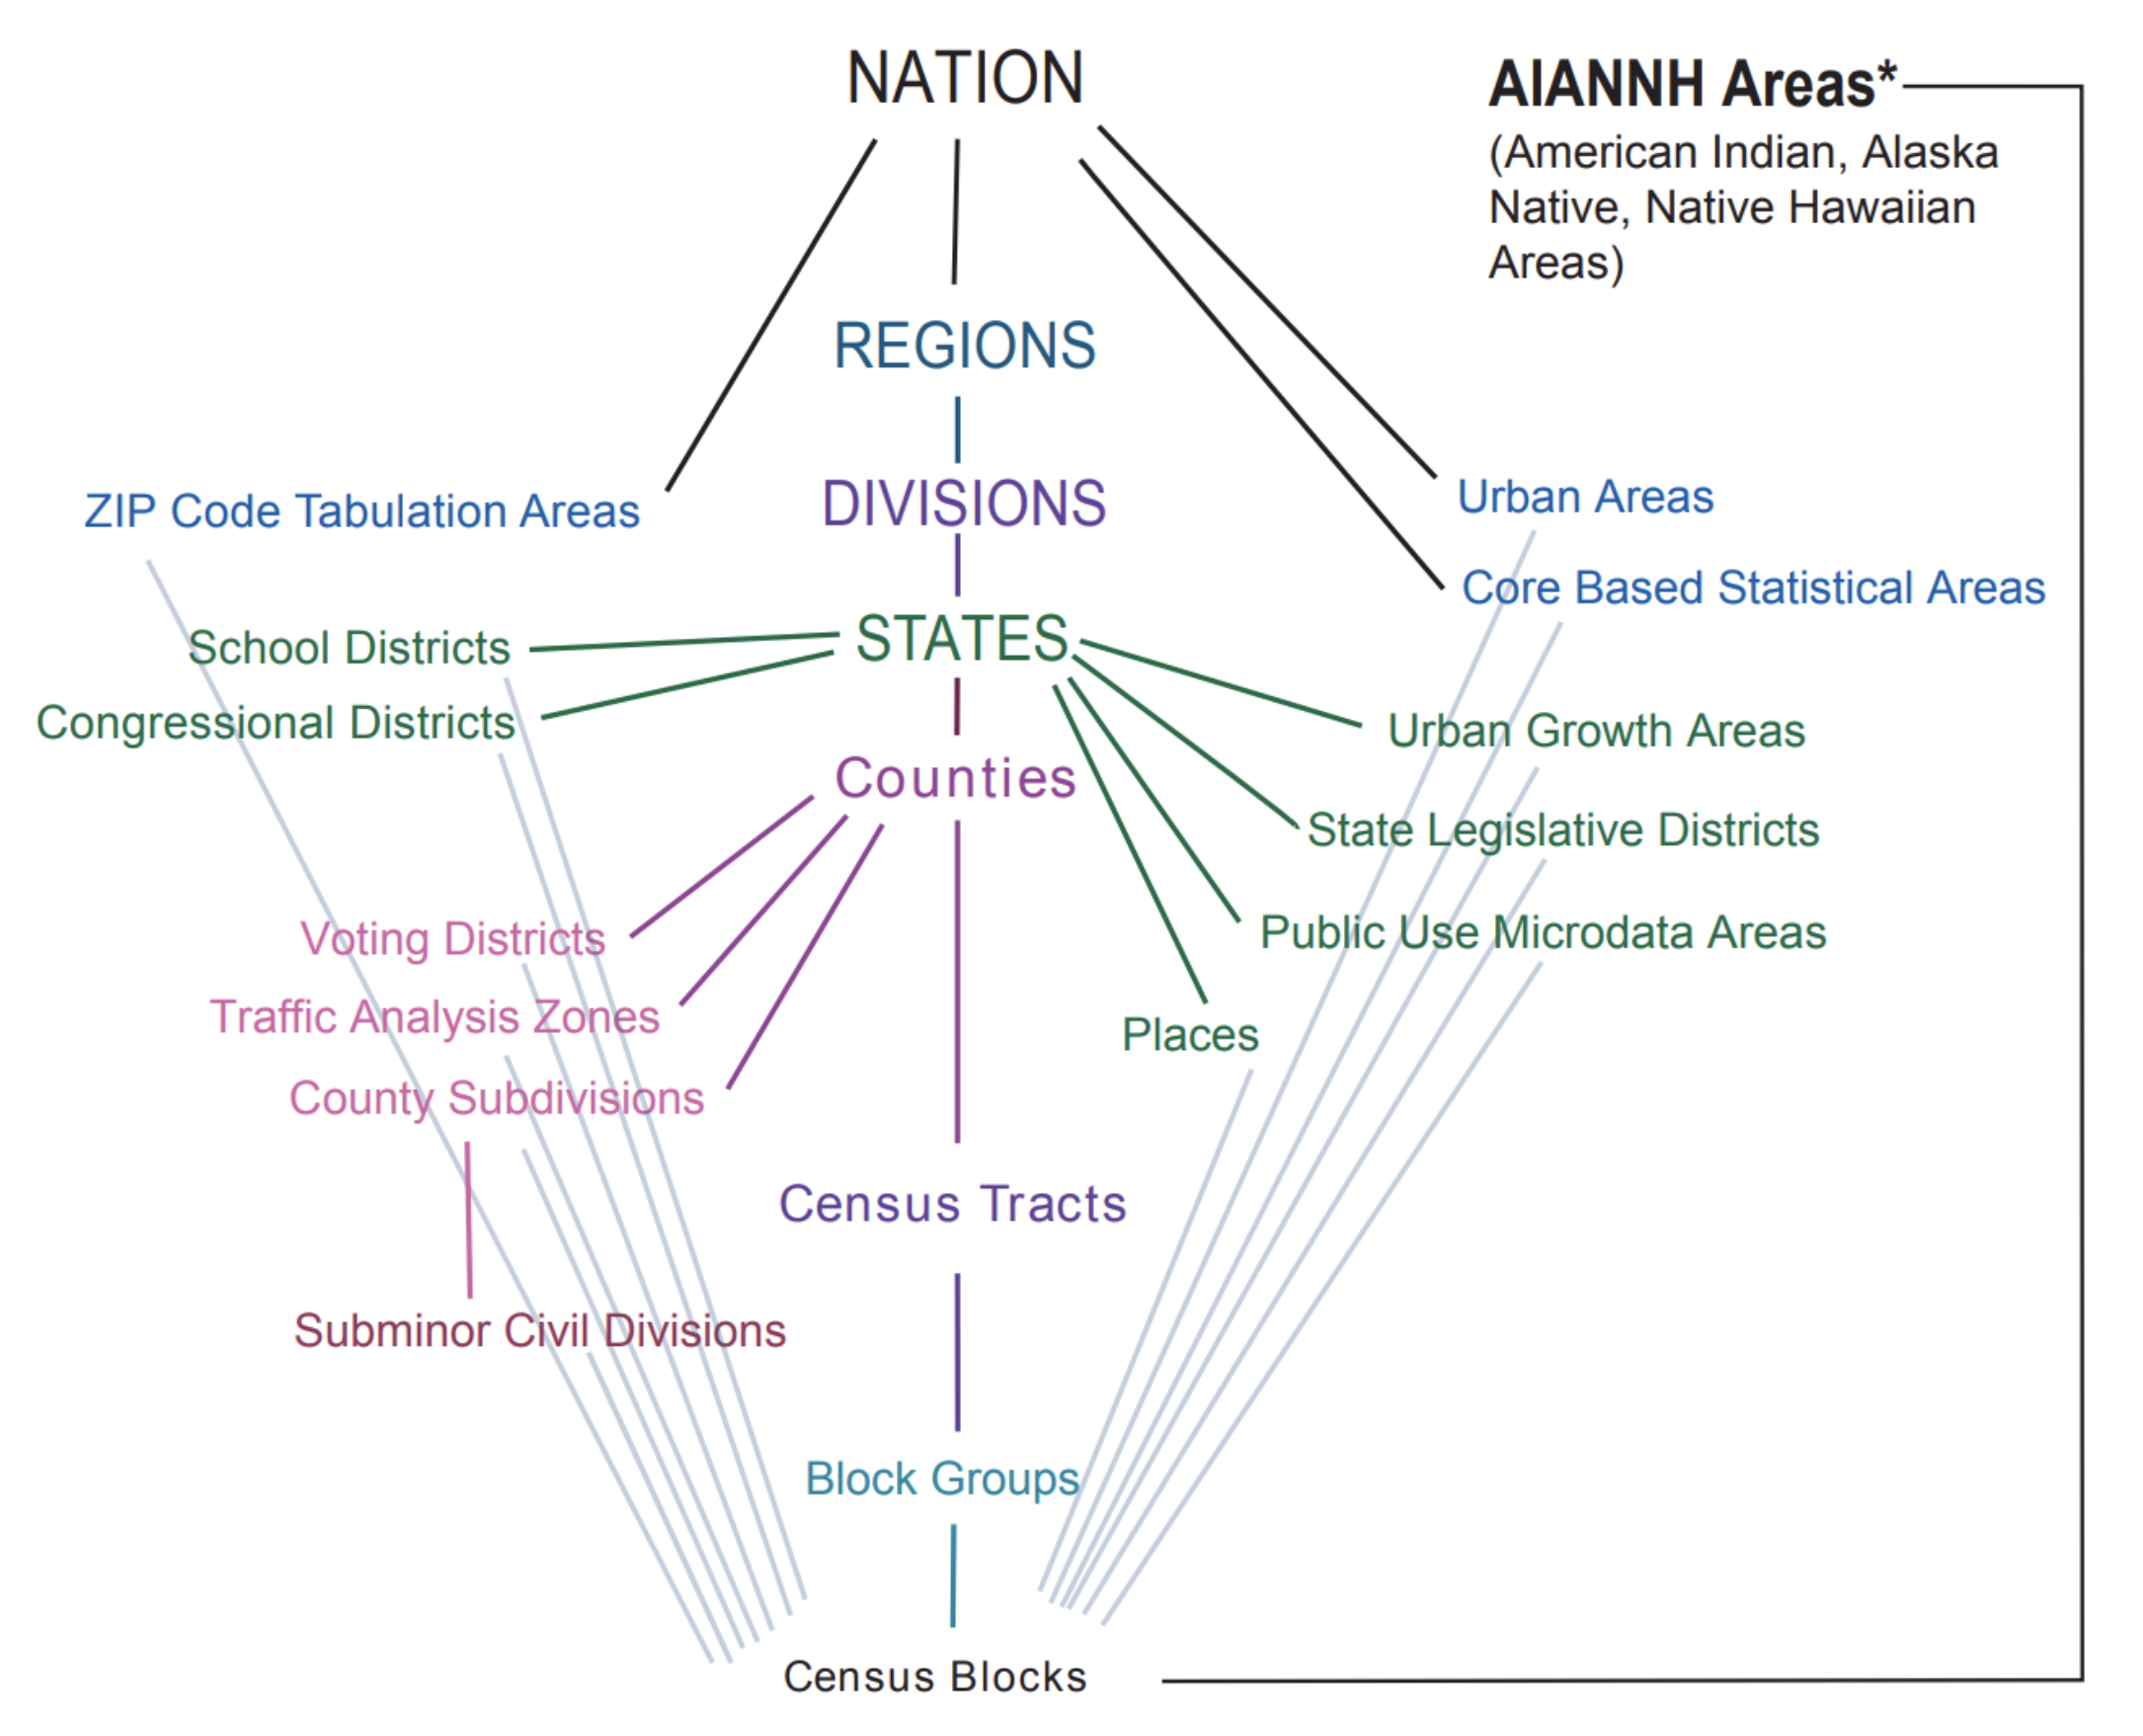 NATION
AIANNH Areas*
(American Indian, Alaska
Native, Native Hawaiian
Areas)
REGIONS
DIVISIONS
ZIP Code Tabulation Areas
Urban Areas
Core Based Statistical Areas
STATES
School Districts
Congressional Districts
Urban Growth Areas
Counties
State Legislative Districts
Voting Districts
Public Use Microdata Areas
Traffic Analysis Zones
Places
County Subdivisions
Census Tracts
Subminor Civil Divisions
Block Groups
Census Blocks